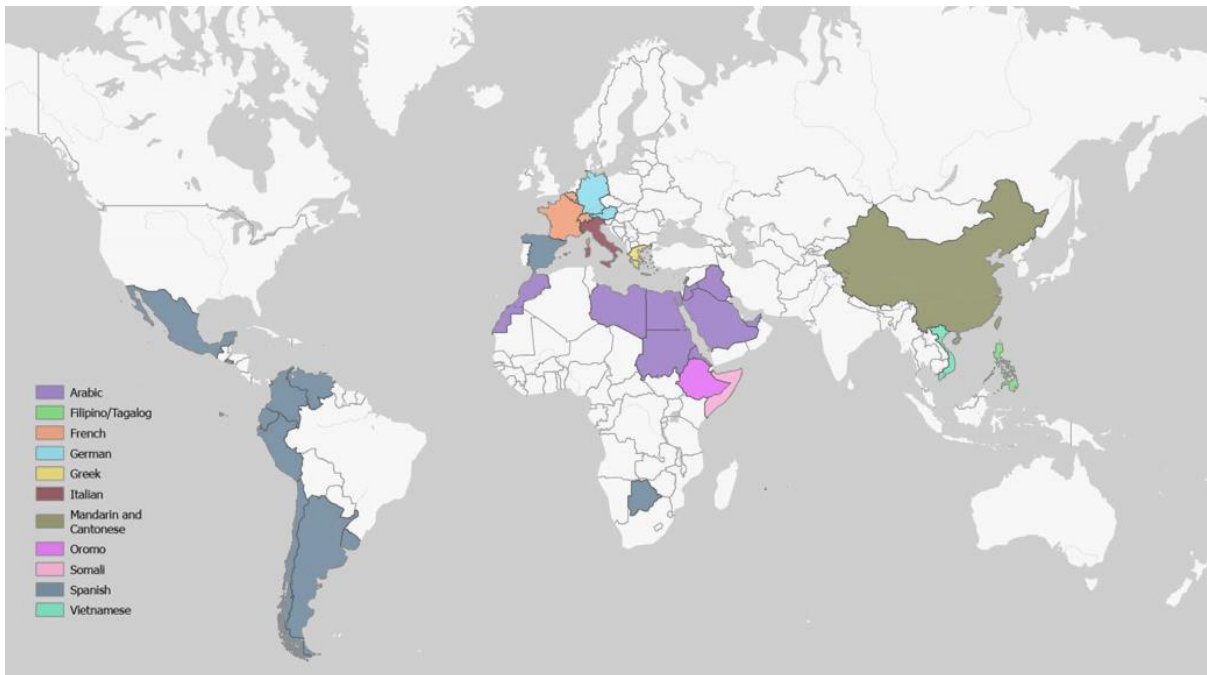 Arabic
Filipino/Tagalog
French
German
Greek
Italian
Mandarin and
Cantonese
Oromo
Somali
Spanish
Vietnamese